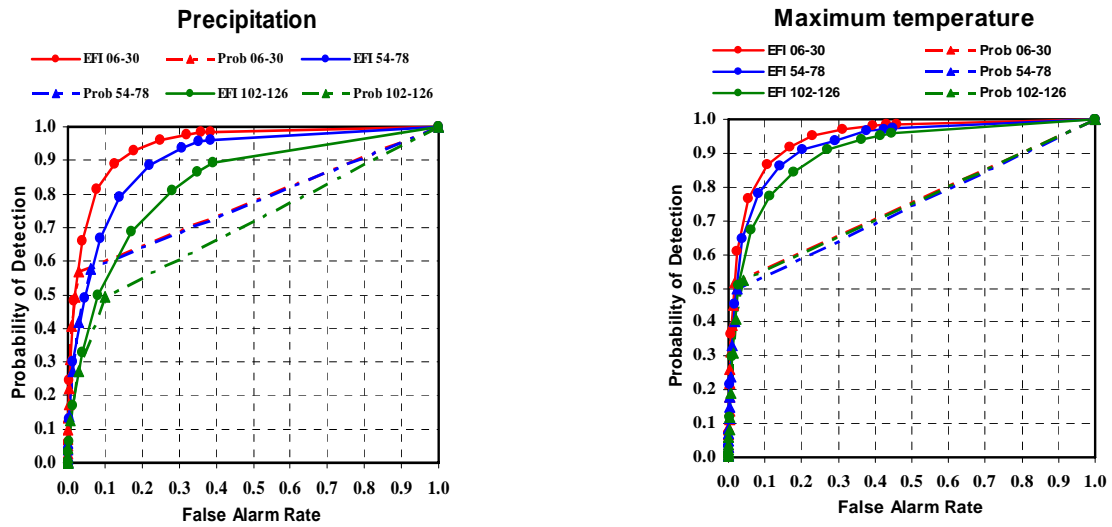 Precipitation
EFI 06-30 Prob 06-30 EFI 54-78
Prob 54-78 EFI 102-126 Prob 102-126
1.0
0.9
0.8
0.7
0.6
0.5
0.4
0.3
0.2
0.1
0.0
Probability of Detection
0.0 0.1 0.2 0.3 0.4 0.5 0.6 0.7 0.8 0.9 1.0
False Alarm Rate
Maximum temperature
EFI 06-30 Prob 06-30
EFI 54-78 Prob 54-78
EFI 102-126 Prob 102-126
1.0
0.9
0.8
0.7
0.6
0.5
0.4
0.3
0.2
0.1
0.0
Probability of Detection
0.0 0.1 0.2 0.3 0.4 0.5 0.6 0.7 0.8 0.9 1.0
False Alarm Rate